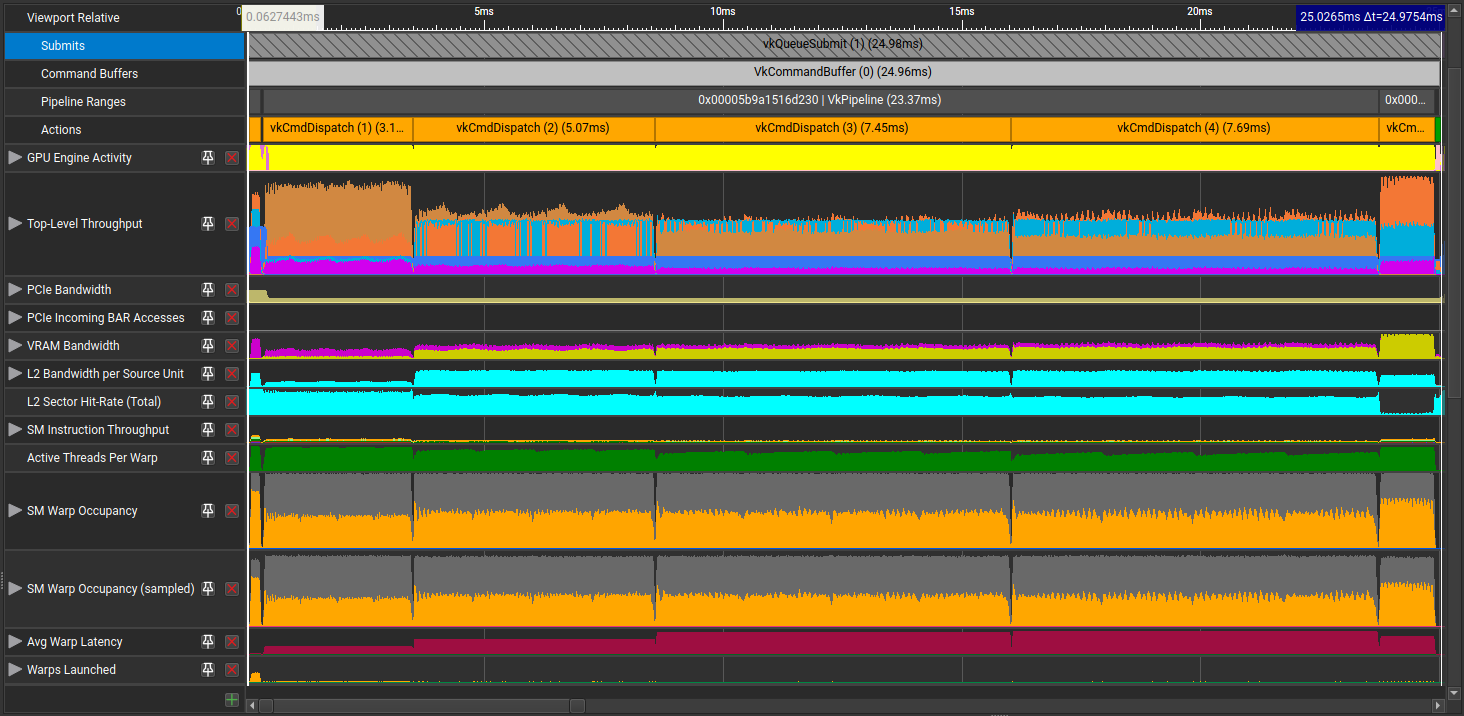 Viewport Relative
0
0.0627443ms
5ms
10ms
15ms
20ms
25.0265ms Δt=24.9754ms
Submits
vkQueueSubmit (1) (24.98ms)
Command Buffers
VkCommandBuffer (0) (24.96ms)
Pipeline Ranges
0x00005b9a1516d230 | VkPipeline (23.37ms)
0x000...
Actions
vkCmdDispatch (1) (3.1...
vkCmdDispatch (2) (5.07ms)
vkCmdDispatch (3) (7.45ms)
vkCmdDispatch (4) (7.69ms)
vkCm...
GPU Engine Activity
Top-Level Throughput
PCIe Bandwidth
PCIe Incoming BAR Accesses
VRAM Bandwidth
L2 Bandwidth per Source Unit
L2 Sector Hit-Rate (Total)
SM Instruction Throughput
Active Threads Per Warp
SM Warp Occupancy
SM Warp Occupancy (sampled)
Avg Warp Latency
Warps Launched